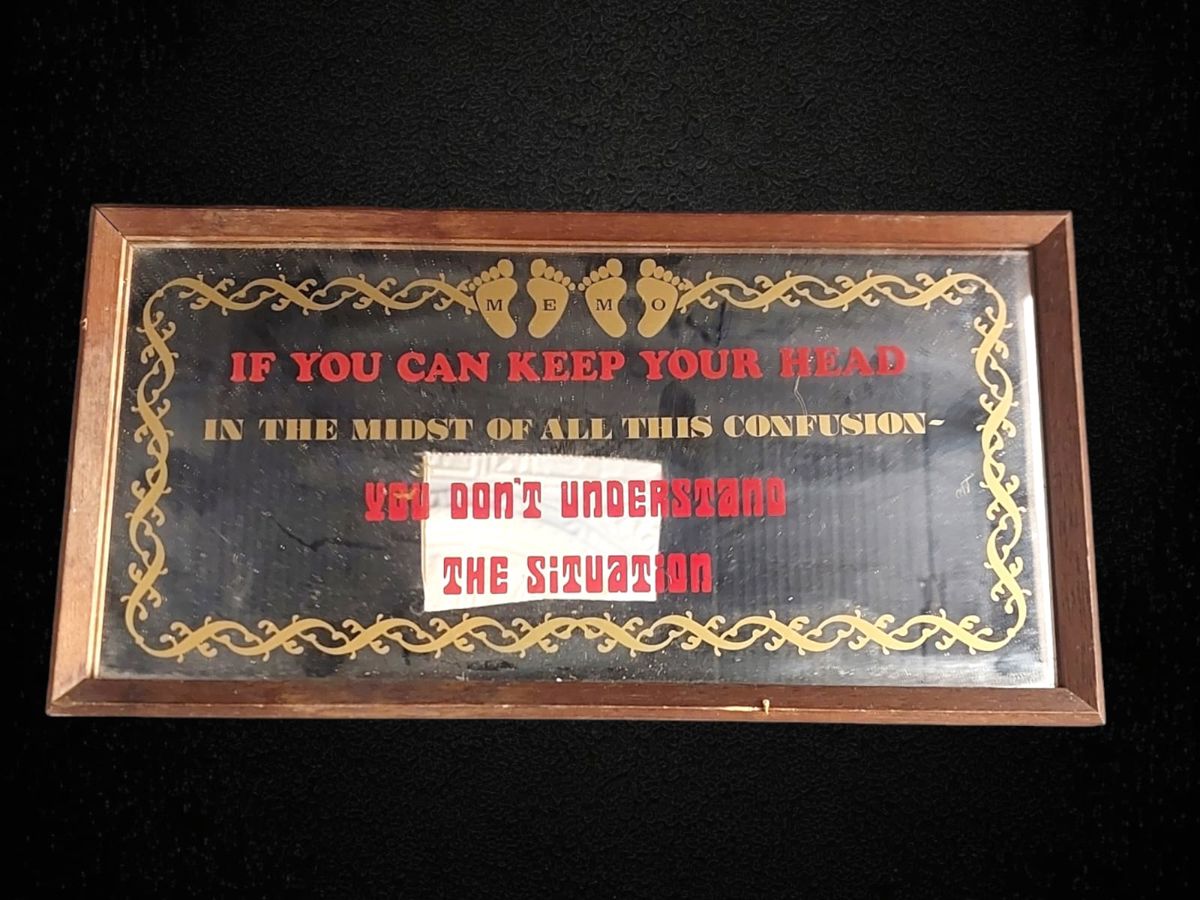 MEMO
IF YOU CAN KEEP YOUR HEAD
IN THE MIDST OF ALL THIS CONFUSION~
YOU DON'T UNDERSTAND
THE SITUATION